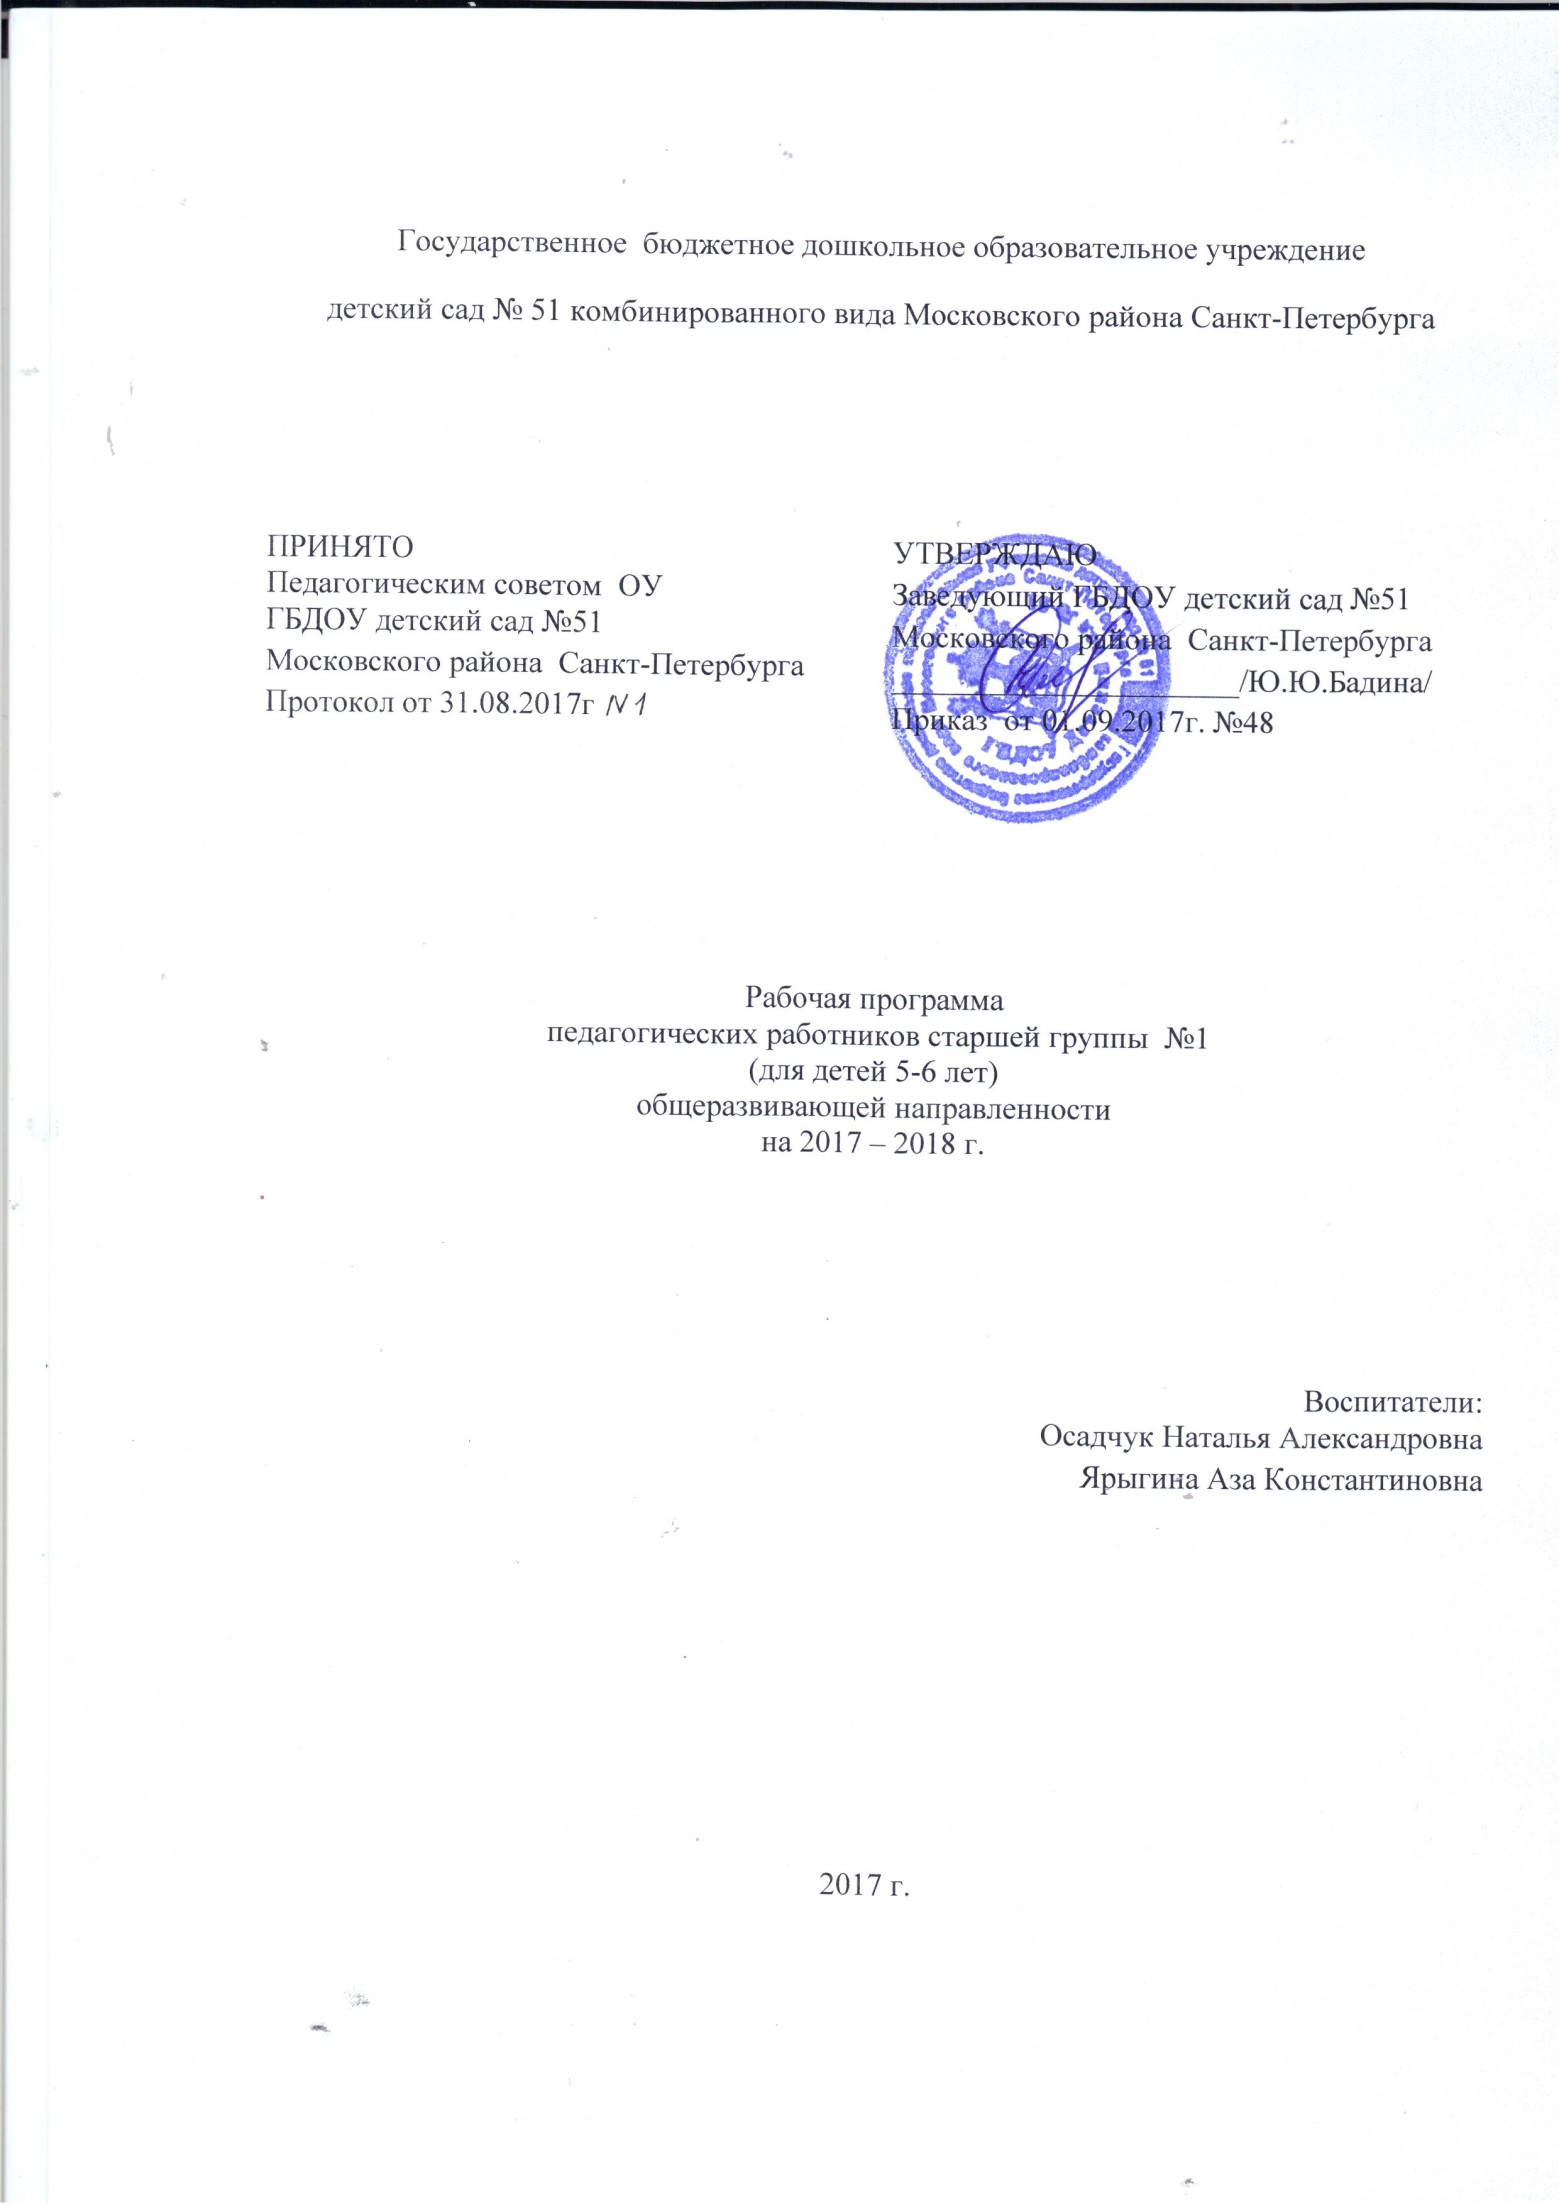 Государственное бюджетное дошкольное образовательное учреждение
детский сад № 51 комбинированного вида Московского района Санкт-Петербурга
ПРИНЯТО
Педагогическим советом ОУ
ГБДОУ детский сад №51
Московского района Санкт-Петербурга
Протокол от 31.08.2017г N 1
УТВЕРЖДАЮ
Заведующий ГБДОУ детский сад №51
Московского района Санкт-Петербурга
/Ю.Ю.Бадина/
Приказ от 01.09.2017г. №48
Рабочая программа
педагогических работников старшей группы №1
(для детей 5-6 лет)
общеразвивающей направленности
на 2017 – 2018 г.
Воспитатели:
Осадчук Наталья Александровна
Ярыгина Аза Константиновна
2017 г.